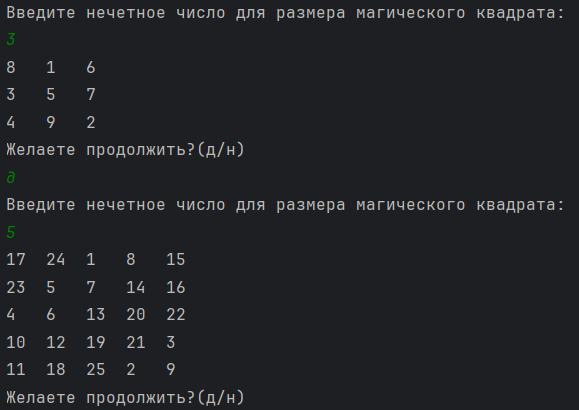 Введите нечетное число для размера магического квадрата:
3
8 1 6
3 5 7
4 9 2
Желаете продолжить?(д/н)
д
Введите нечетное число для размера магического квадрата:
5
17 24 1 8 15
23 5 7 14 16
4 6 13 20 22
10 12 19 21 3
11 18 25 2 9
Желаете продолжить?(д/н)